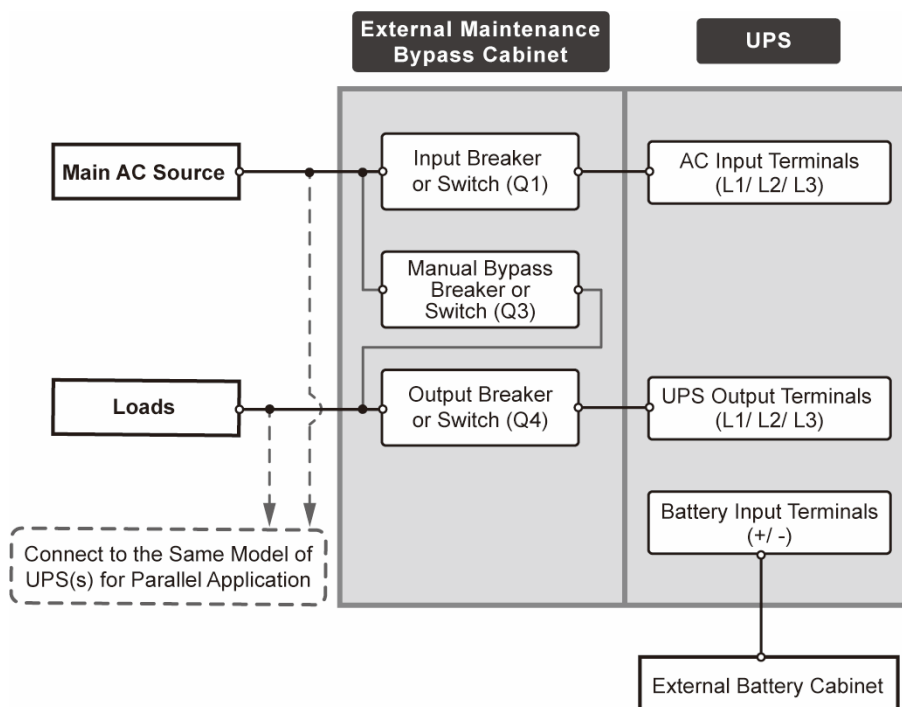 External Maintenance
Bypass Cabinet
UPS
Main AC Source
Input Breaker
or Switch (Q1)
AC Input Terminals
(L1/ L2/ L3)
Manual Bypass
Breaker or
Switch (Q3)
Loads
Output Breaker
or Switch (Q4)
UPS Output Terminals
(L1/ L2/ L3)
Connect to the Same Model of
UPS(s) for Parallel Application
Battery Input Terminals
(+/ -)
External Battery Cabinet